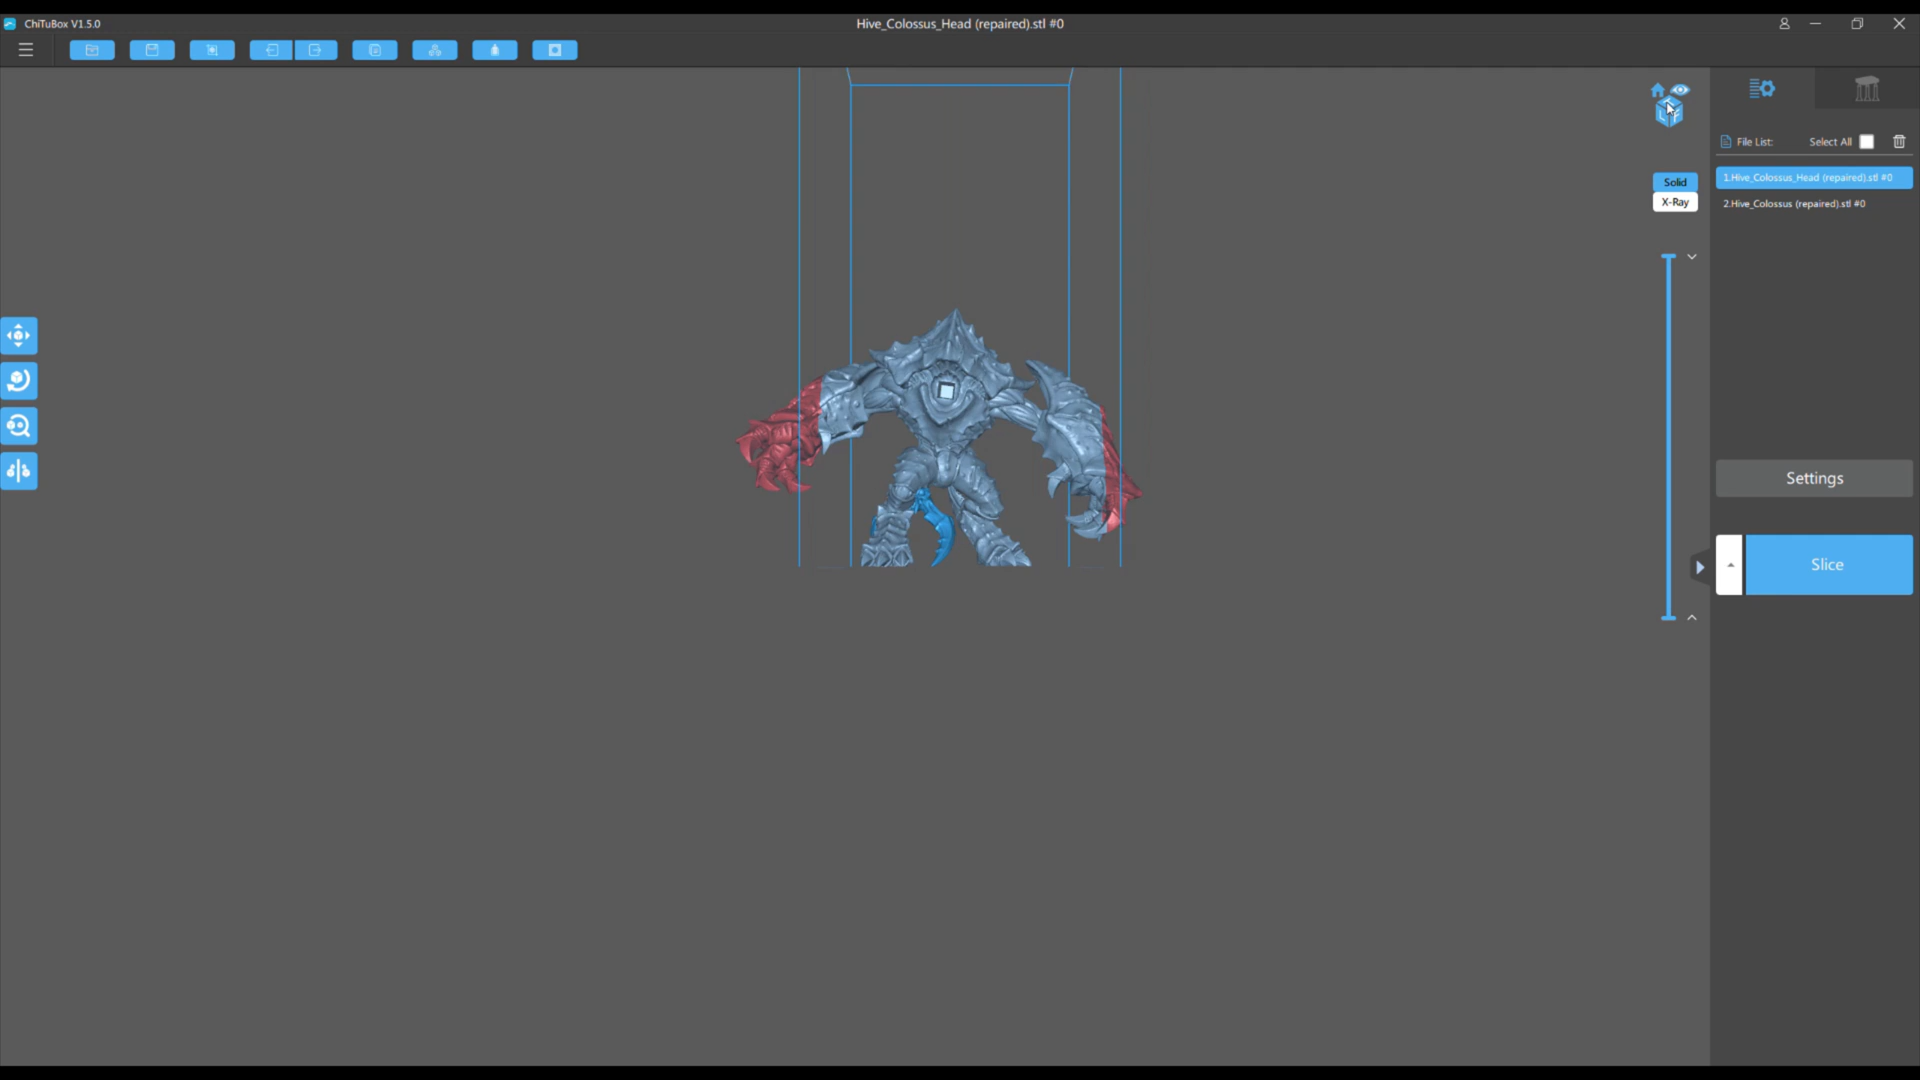 ChiTuBox V1.5.0
Hive_Colossus_Head (repaired).stl #0
File List:
Select All
1.Hive_Colossus_Head (repaired).stl #0
2.Hive_Colossus (repaired).stl #0
Solid
X-Ray
Settings
Slice